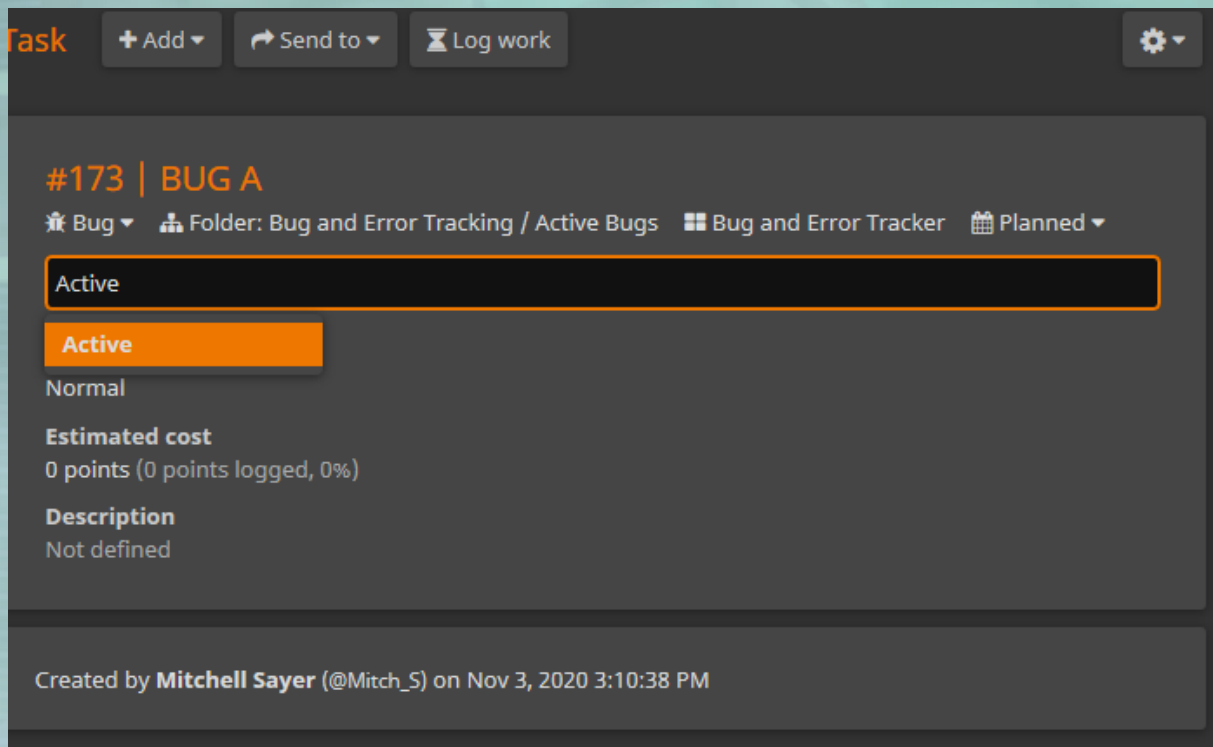 Task Add Send to Log work
#173 | BUG A
Bug Folder: Bug and Error Tracking / Active Bugs Bug and Error Tracker Planned
Active
Active
Normal
Estimated cost
0 points (0 points logged, 0%)
Description
Not defined
Created by Mitchell Sayer (@Mitch_S) on Nov 3, 2020 3:10:38 PM